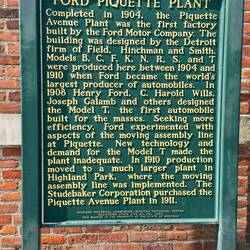 FORD PIQUETTE PLANT
Completed in 1904, the Piquette
Avenue Plant was the first factory
built by the Ford Motor Company. The
building was designed by the Detroit
firm of Field, Hinchman and Smith.
Models B, C, F, K, N, R, S, and T
were produced here between 1904 and
1910 when Ford became the world's
largest producer of automobiles. In
1908 Henry Ford, C. Harold Wills,
Joseph Galamb and others designed
the Model T, the first automobile
built for the masses. Seeking more
efficiency, Ford experimented with
aspects of the moving assembly line
at Piquette. New technology and
demand for the Model T made the
plant inadequate. In 1910 production
moved to a much larger plant in
Highland Park, where the moving
assembly line was implemented. The
Studebaker Corporation purchased the
Piquette Avenue Plant in 1911.